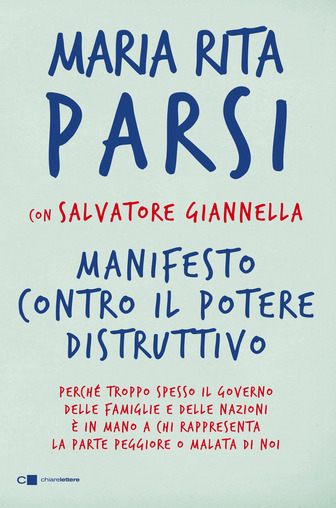 MARIA RITA
PARSI
CON SALVATORE GIANNELLA
MANIFESTO
CONTRO IL POTERE
DISTRUTTIVO
PERCHÉ TROPPO SPESSO IL GOVERNO
DELLE FAMIGLIE E DELLE NAZIONI
È IN MANO A CHI RAPPRESENTA
LA PARTE PEGGIORE O MALATA DI NOI
C chiarelettere